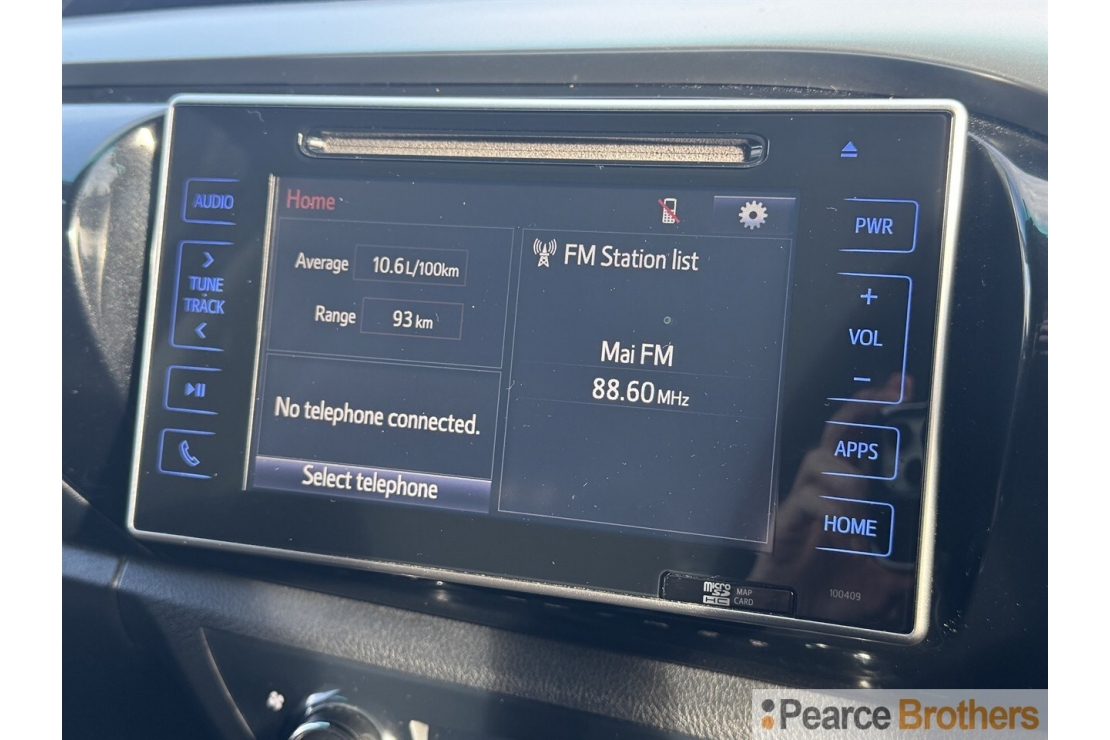 AUDIO
>
TUNE
TRACK
<
Home
Average 10.6 L/100km
Range 93 km
No telephone connected.
Select telephone
FM Station list
Mai FM
88.60 MHz
PWR
+
VOL
−
APPS
HOME
micro SD HC MAP CARD
100409
Pearce Brothers